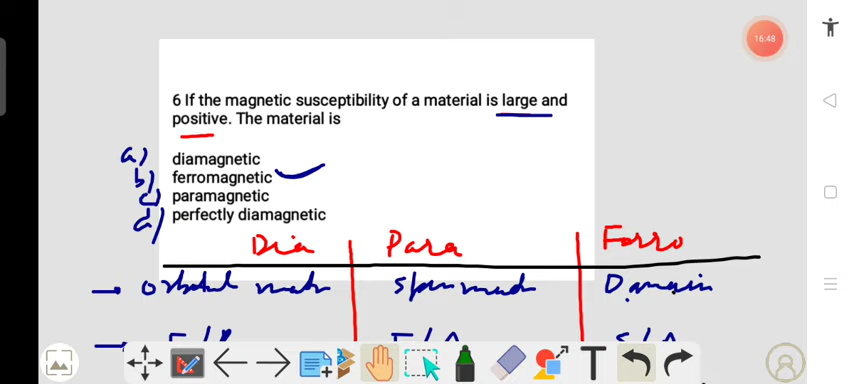 16:48
6 If the magnetic susceptibility of a material is large and
positive. The material is
a) diamagnetic
b) ferromagnetic
c) paramagnetic
d) perfectly diamagnetic
Dia Para Ferro
→ orbital Domain
T